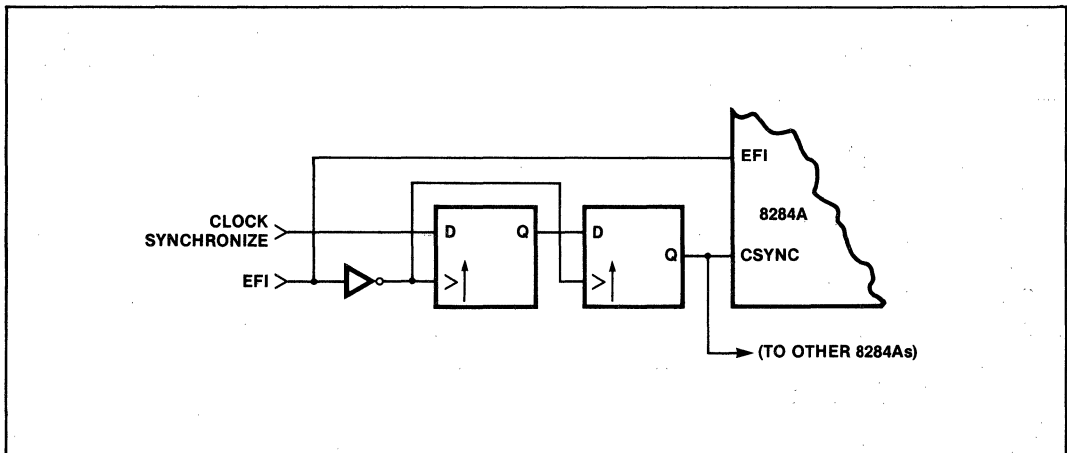 EFI
8284A
CLOCK
SYNCHRONIZE
D Q
D
Q
CSYNC
EFI
(TO OTHER 8284As)